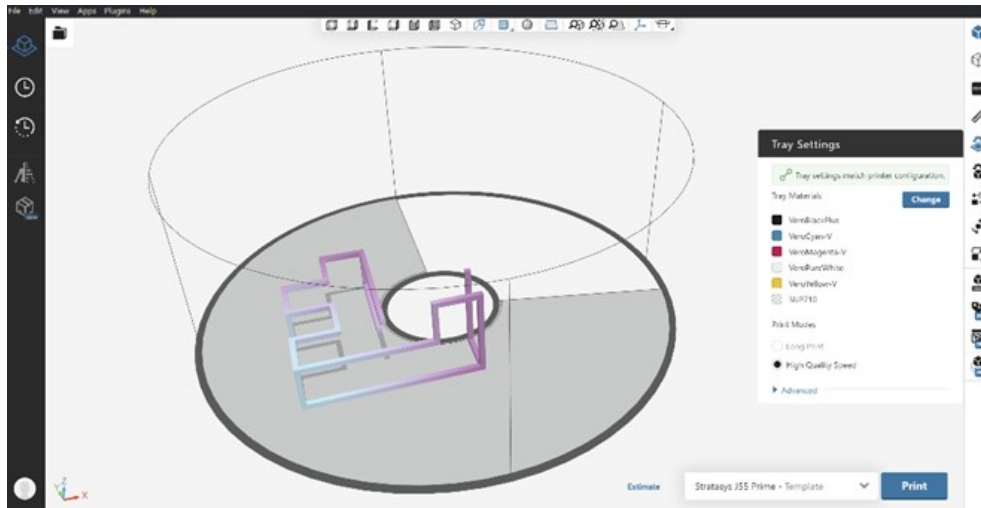 File Edit View Apps Plugins Help
Tray Settings
Tray settings match printer configuration.
Tray Materials
Change
VeroBlackPlus
VeroCyan-V
VeroMagenta-V
VeroPureWhite
VeroYellow-V
SUP710
Print Modes
Long Print
High Quality Speed
Advanced
Z
Y
X
Estimate
Stratasys J55 Prime - Template
Print